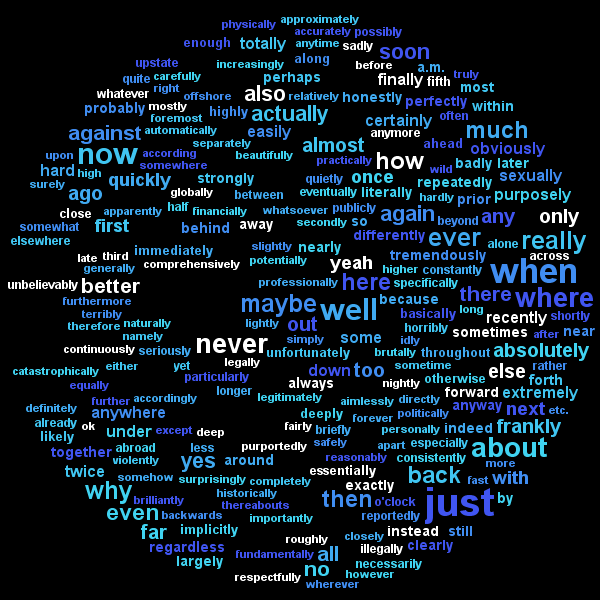 physically approximately
accurately possibly
enough totally anytime sadly soon
upstate increasingly along before a.m.
quite carefully perhaps finally fifth truly
whatever right offshore also relatively honestly perfectly most
probably mostly highly actually certainly often within
foremost
against automatically easily anymore much
separately almost ahead obviously
upon now according beautifully practically how badly later
hard high somewhere quietly wild sexually
surely quickly strongly once repeatedly
ago globally between eventually literally hardly prior purposely
close apparently half financially whatsoever publicly again beyond any only
somewhat first behind away secondly so
elsewhere differently ever alone really
late third immediately slightly nearly tremendously across
generally comprehensively potentially yeah higher constantly when
unbelievably better professionally here specifically
furthermore maybe because there long where
terribly lightly out well basically recently shortly
therefore naturally some horribly sometimes after near
namely never simply idly
continuously seriously unfortunately brutally throughout absolutely
catastrophically either yet legally down too sometime else rather
equally particularly always nightly otherwise forth
further accordingly longer legitimately aimlessly directly forward extremely
definitely anywhere deeply forever politically anyway next etc.
already ok except deep fairly briefly personally indeed frankly
likely under purportedly safely apart especially
together abroad less reasonably consistently about
twice violently yes around essentially more
somehow surprisingly completely exactly back fast with
why brilliantly historically then o'clock just by
even backwards thereabouts reportedly
far implicitly importantly instead still
regardless roughly closely illegally clearly
largely fundamentally all necessarily
respectfully no however
wherever